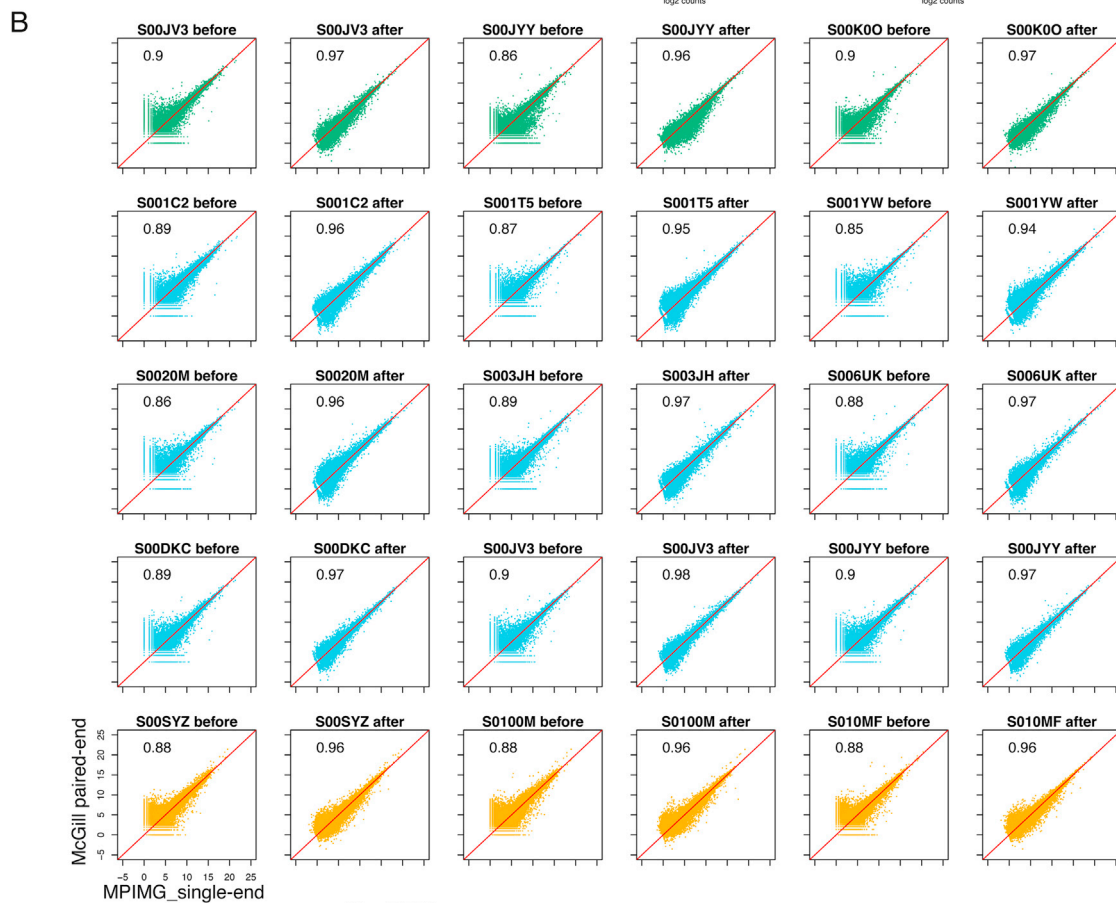 log2 counts log2 counts
B
S00JV3 before S00JV3 after S00JYY before S00JYY after S00K0O before S00K0O after
0.9 0.97 0.86 0.96 0.9 0.97
S001C2 before S001C2 after S001T5 before S001T5 after S001YW before S001YW after
0.89 0.96 0.87 0.95 0.85 0.94
S0020M before S0020M after S003JH before S003JH after S006UK before S006UK after
0.86 0.96 0.89 0.97 0.88 0.97
S00DKC before S00DKC after S00JV3 before S00JV3 after S00JYY before S00JYY after
0.89 0.97 0.9 0.98 0.9 0.97
S00SYZ before S00SYZ after S0100M before S0100M after S010MF before S010MF after
0.88 0.96 0.88 0.96 0.88 0.96
McGill paired-end
25
20
15
10
5
0
−5
−5 0 5 10 15 20 25
MPIMG_single-end
−5 0 5 10 15 20 25